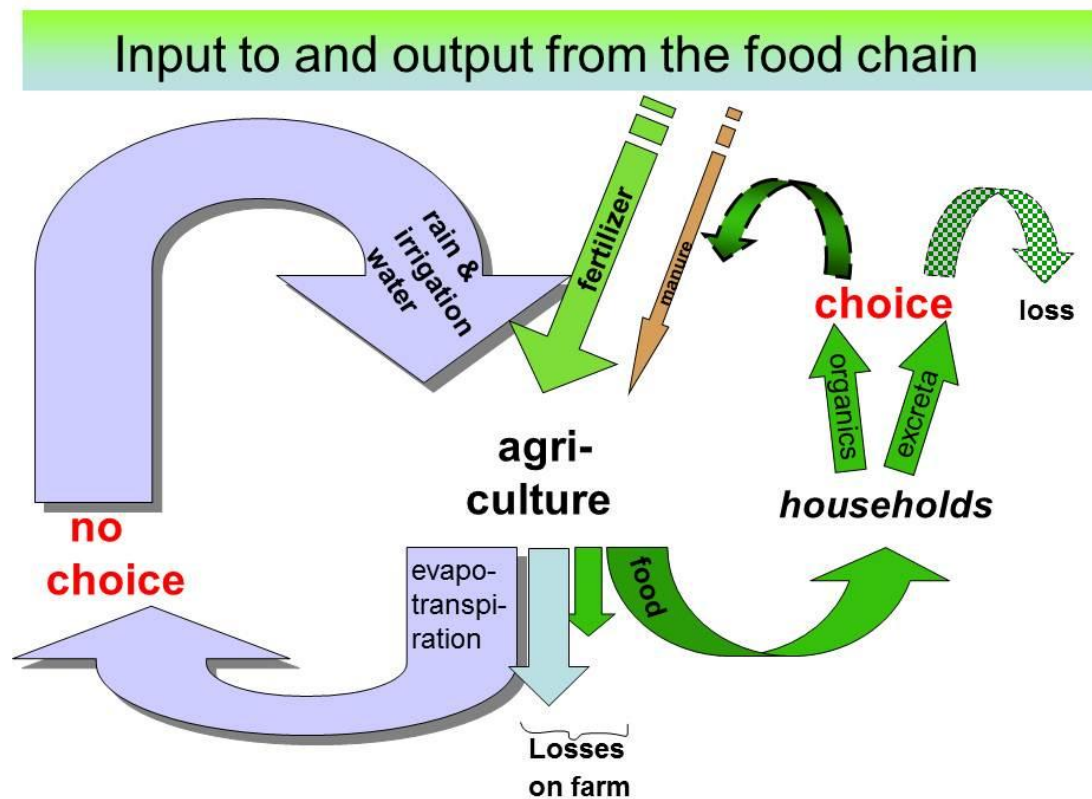 Input to and output from the food chain
rain &
irrigation
water
fertilizer
manure
choice
loss
organics
excreta
agri-
culture
households
no
choice
evapo-
transpi-
ration
food
Losses
on farm